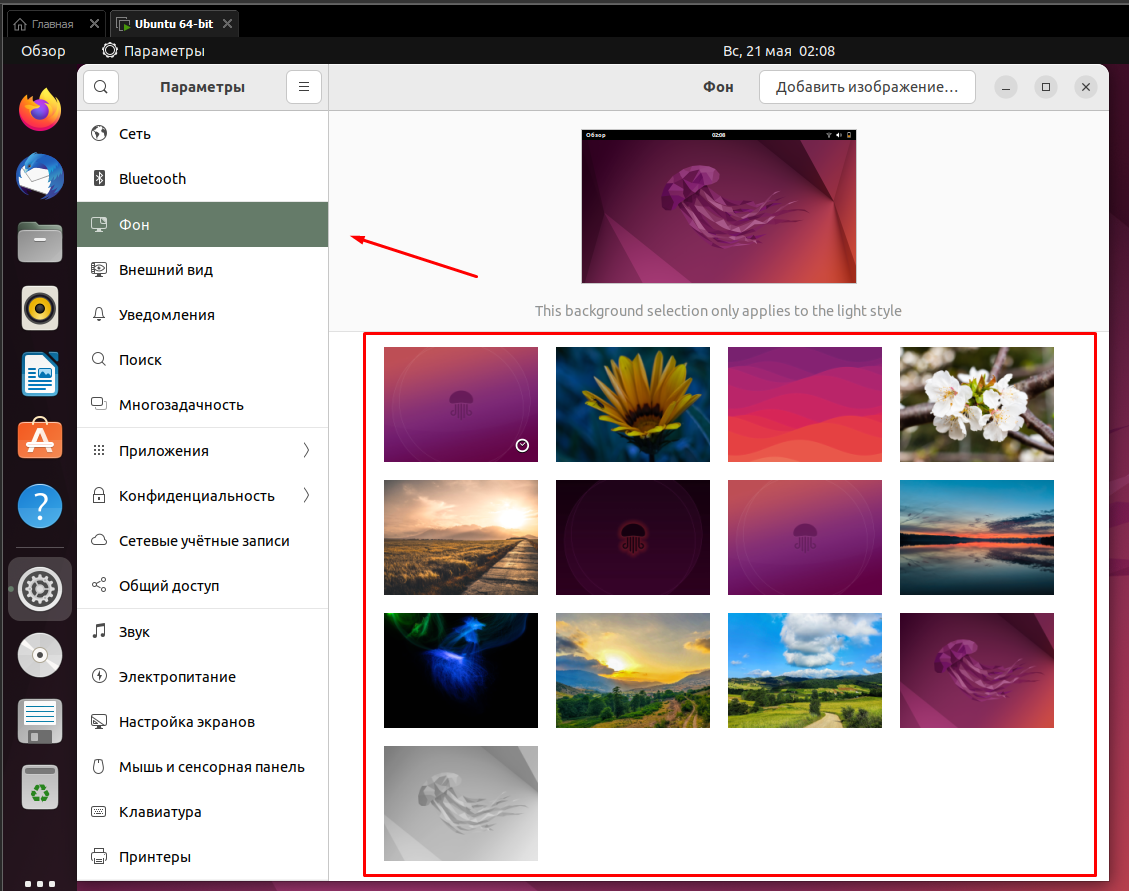 Главная
Ubuntu 64-bit
Обзор
Параметры
Вс, 21 мая 02:08
Параметры
Фон
Добавить изображение...
Сеть
Bluetooth
Фон
Внешний вид
Уведомления
Поиск
Многозадачность
Приложения
Конфиденциальность
Сетевые учётные записи
Общий доступ
Звук
Электропитание
Настройка экранов
Мышь и сенсорная панель
Клавиатура
Принтеры
Обзор
02:08
This background selection only applies to the light style